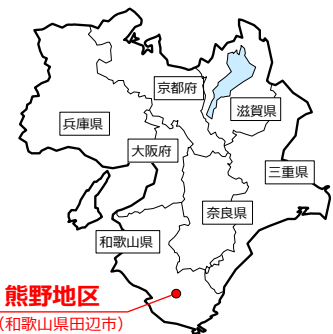 京都府
滋賀県
兵庫県
大阪府
三重県
奈良県
和歌山県
熊野地区
(和歌山県田辺市)